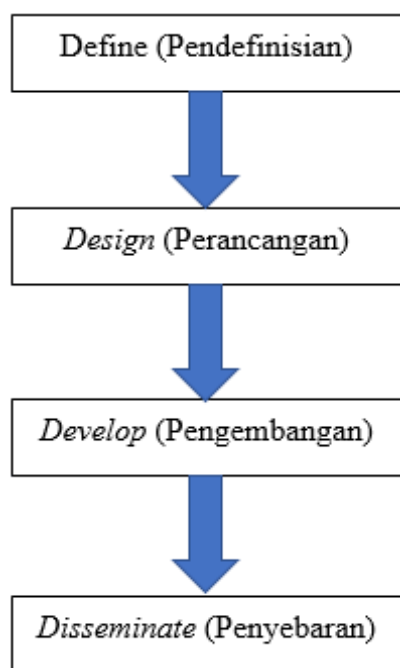 Define (Pendefinisian)
Design (Perancangan)
Develop (Pengembangan)
Disseminate (Penyebaran)